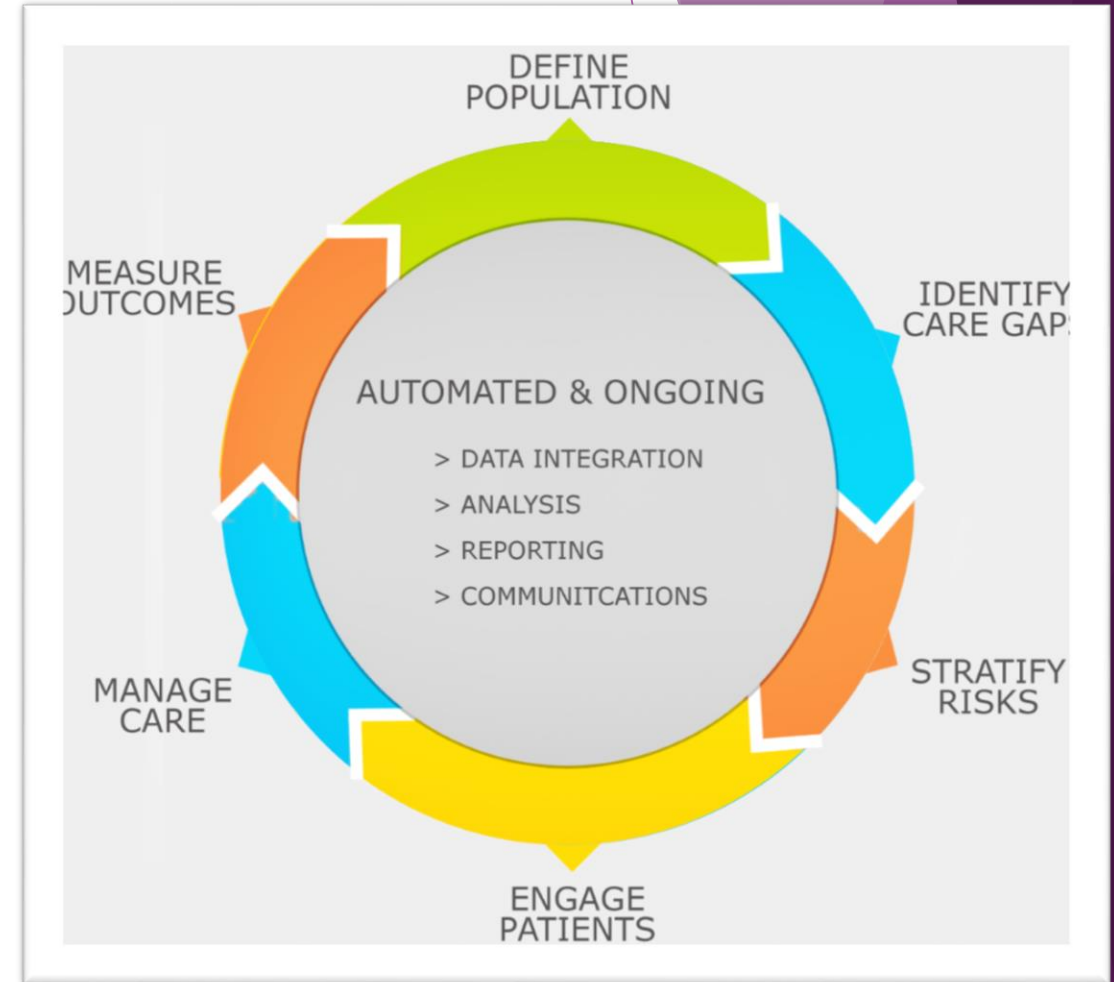 DEFINE
POPULATION
IDENTIFY
CARE GAP
STRATIFY
RISKS
ENGAGE
PATIENTS
MANAGE
CARE
MEASURE
OUTCOMES
AUTOMATED & ONGOING
> DATA INTEGRATION
> ANALYSIS
> REPORTING
> COMMUNITCATIONS